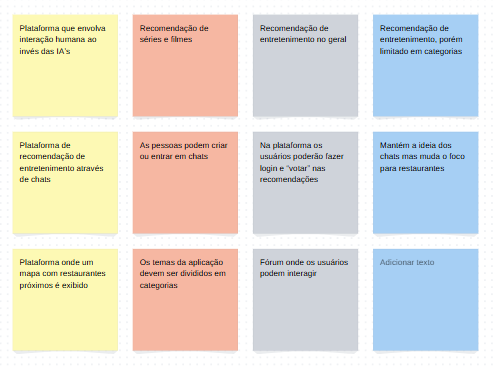 Plataforma que envolva
interação humana ao
invés das IA's
Recomendação de
séries e filmes
Recomendação de
entretenimento no geral
Recomendação de
entretenimento, porém
limitado em categorias
Plataforma de
recomendação de
entretenimento através
de chats
As pessoas podem criar
ou entrar em chats
Na plataforma os
usuários poderão fazer
login e "votar" nas
recomendações
Mantém a ideia dos
chats mas muda o foco
para restaurantes
Plataforma onde um
mapa com restaurantes
próximos é exibido
Os temas da aplicação
devem ser divididos em
categorias
Fórum onde os usuários
podem interagir
Adicionar texto